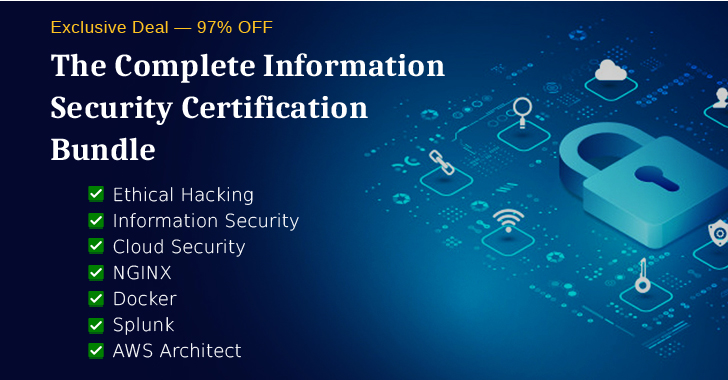 Exclusive Deal — 97% OFF
The Complete Information
Security Certification
Bundle
✅ Ethical Hacking
✅ Information Security
✅ Cloud Security
✅ NGINX
✅ Docker
✅ Splunk
✅ AWS Architect